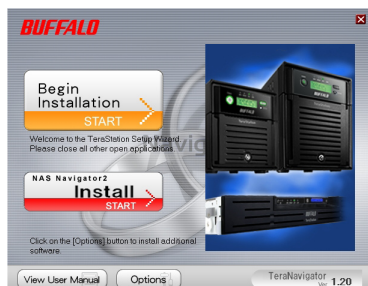 BUFFALO
Begin
Installation
START
Welcome to the TeraStation Setup Wizard.
Please close all other open applications.
NAS Navigator2
Install
START
Click on the [Options] button to install additional
software.
View User Manual
Options
TeraNavigator
Ver 1.20